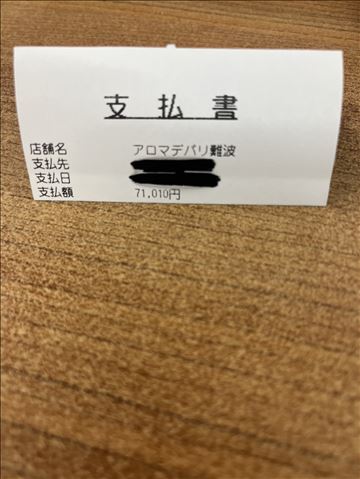 支払書
店舗名 アロマデパリ難波
支払先
支払日
支払額 71,010円